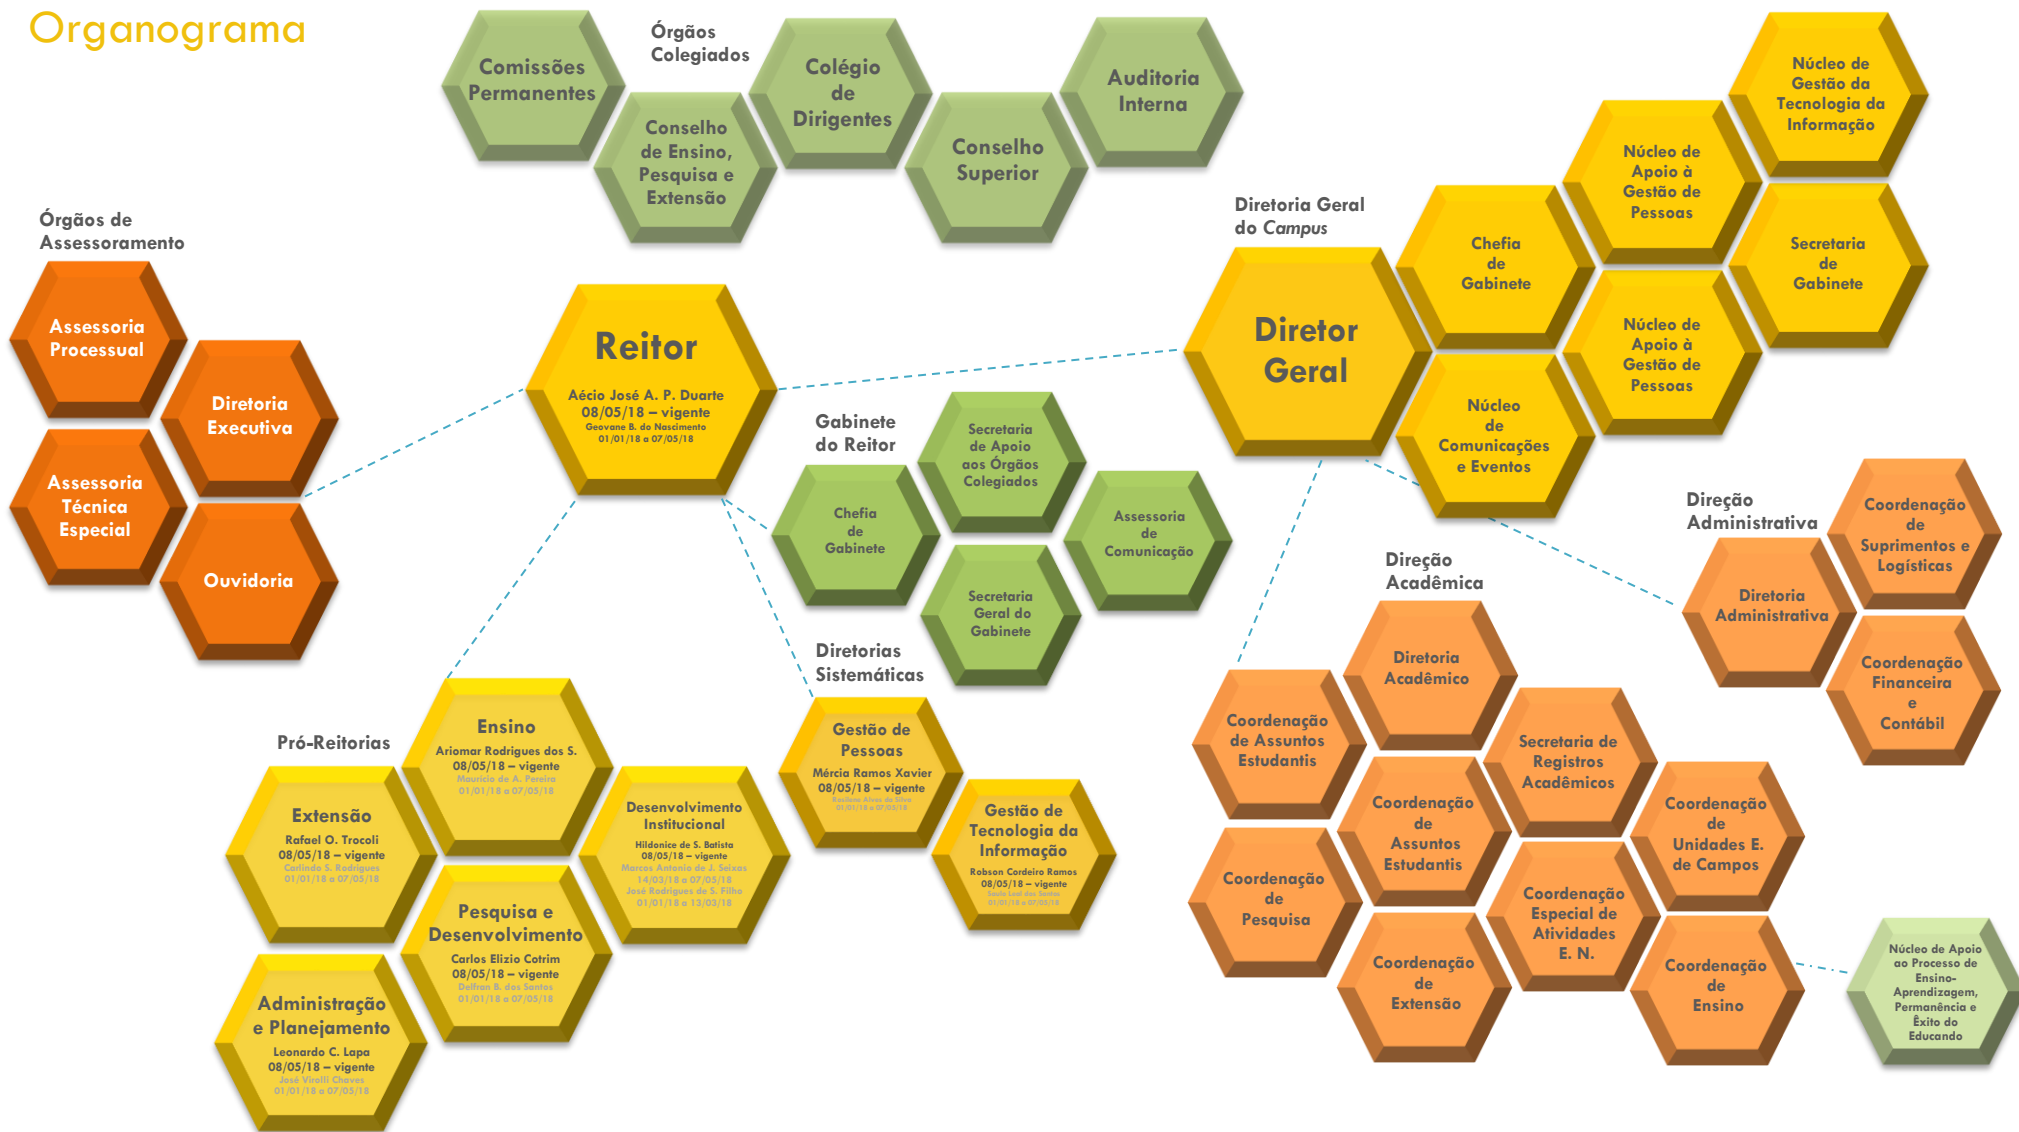 Organograma
Órgãos
Colegiados
Comissões
Permanentes
Conselho
de Ensino,
Pesquisa e
Extensão
Colégio
de
Dirigentes
Conselho
Superior
Auditoria
Interna
Órgãos de
Assessoramento
Assessoria
Processual
Diretoria
Executiva
Assessoria
Técnica
Especial
Ouvidoria
Reitor
Aécio José A. P. Duarte
08/05/18 – vigente
Geovane B. do Nascimento
01/01/18 a 07/05/18
Diretoria Geral
do Campus
Diretor
Geral
Chefia
de
Gabinete
Núcleo de
Apoio à
Gestão de
Pessoas
Núcleo de
Gestão da
Tecnologia da
Informação
Secretaria
de
Gabinete
Núcleo de
Apoio à
Gestão de
Pessoas
Núcleo
de
Comunicações
e Eventos
Gabinete
do Reitor
Chefia
de
Gabinete
Secretaria
de Apoio
aos Órgãos
Colegiados
Assessoria
de
Comunicação
Secretaria
Geral do
Gabinete
Diretorias
Sistemáticas
Gestão de
Pessoas
Mércia Ramos Xavier
08/05/18 – vigente
01/01/18 a 07/05/18
Gestão de
Tecnologia da
Informação
Robson Cordeiro Ramos
08/05/18 – vigente
Saulo Leal dos Santos
01/01/18 a 07/05/18
Pró-Reitorias
Ensino
Ariomar Rodrigues dos S.
08/05/18 – vigente
Maurício de A. Pereira
01/01/18 a 07/05/18
Extensão
Rafael O. Trocoli
08/05/18 – vigente
Carlindo S. Rodrigues
01/01/18 a 07/05/18
Desenvolvimento
Institucional
Hildonice de S. Batista
08/05/18 – vigente
Marcos Antonio de J. Seixas
14/03/18 a 07/05/18
José Rodrigues de S. Filho
01/01/18 a 13/03/18
Pesquisa e
Desenvolvimento
Carlos Elizio Cotrim
08/05/18 – vigente
Delfran B. dos Santos
01/01/18 a 07/05/18
Administração
e Planejamento
Leonardo C. Lapa
08/05/18 – vigente
José Virolli Chaves
01/01/18 a 07/05/18
Direção
Administrativa
Diretoria
Administrativa
Coordenação
de
Suprimentos e
Logísticas
Coordenação
Financeira
e
Contábil
Direção
Acadêmica
Diretoria
Acadêmico
Coordenação
de Assuntos
Estudantis
Secretaria de
Registros
Acadêmicos
Coordenação
de
Assuntos
Estudantis
Coordenação
de
Unidades E.
de Campos
Coordenação
de
Pesquisa
Coordenação
Especial de
Atividades
E. N.
Coordenação
de
Extensão
Coordenação
de
Ensino
Núcleo de Apoio
ao Processo de
Ensino-
Aprendizagem,
Permanência e
Êxito do
Educando